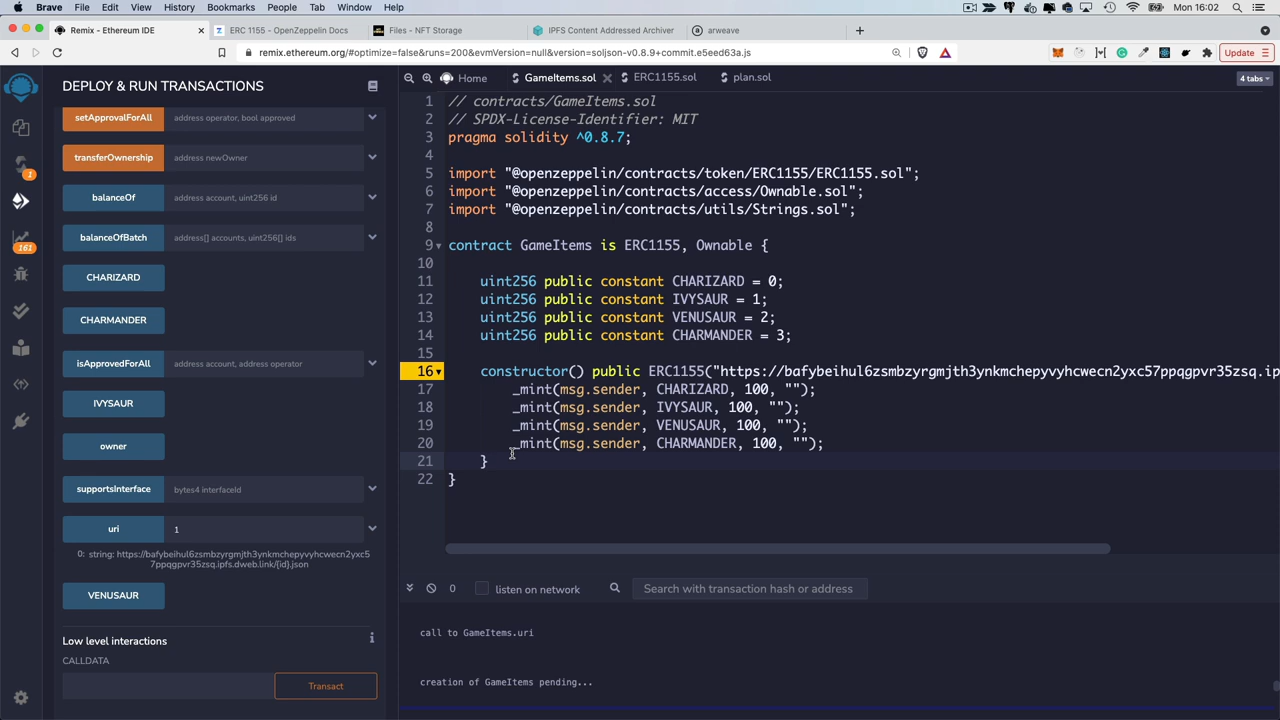 Brave File Edit View History Bookmarks People Tab Window Help Mon 16:02
Remix - Ethereum IDE ERC 1155 - OpenZeppelin Docs Files - NFT Storage IPFS Content Addressed Archiver arweave
remix.ethereum.org/#optimize=false&runs=200&evmVersion=null&version=soljson-v0.8.9+commit.e5eed63a.js Update
DEPLOY & RUN TRANSACTIONS
setApprovalForAll address operator, bool approved
transferOwnership address newOwner
1
balanceOf address account, uint256 id
161
balanceOfBatch address[] accounts, uint256[] ids
CHARIZARD
CHARMANDER
isApprovedForAll address account, address operator
IVYSAUR
owner
supportsInterface bytes4 interfaceId
uri 1
0: string: https://bafybeihul6zsmbzyrgmjth3ynkmchepyvyhcwecn2yxc5
7ppqgpvr35zsq.ipfs.dweb.link/{id}.json
VENUSAUR
Low level interactions
CALLDATA
Transact
Home GameItems.sol ERC1155.sol plan.sol 4 tabs
1 // contracts/GameItems.sol
2 // SPDX-License-Identifier: MIT
3 pragma solidity ^0.8.7;
4
5 import "@openzeppelin/contracts/token/ERC1155/ERC1155.sol";
6 import "@openzeppelin/contracts/access/Ownable.sol";
7 import "@openzeppelin/contracts/utils/Strings.sol";
8
9 contract GameItems is ERC1155, Ownable {
10
11 uint256 public constant CHARIZARD = 0;
12 uint256 public constant IVYSAUR = 1;
13 uint256 public constant VENUSAUR = 2;
14 uint256 public constant CHARMANDER = 3;
15
16 constructor() public ERC1155("https://bafybeihul6zsmbzyrgmjth3ynkmchepyvyhcwecn2yxc57ppqgpvr35zsq.ip
17 _mint(msg.sender, CHARIZARD, 100, "");
18 _mint(msg.sender, IVYSAUR, 100, "");
19 _mint(msg.sender, VENUSAUR, 100, "");
20 _mint(msg.sender, CHARMANDER, 100, "");
21 }
22 }
0 listen on network Search with transaction hash or address
call to GameItems.uri
creation of GameItems pending...